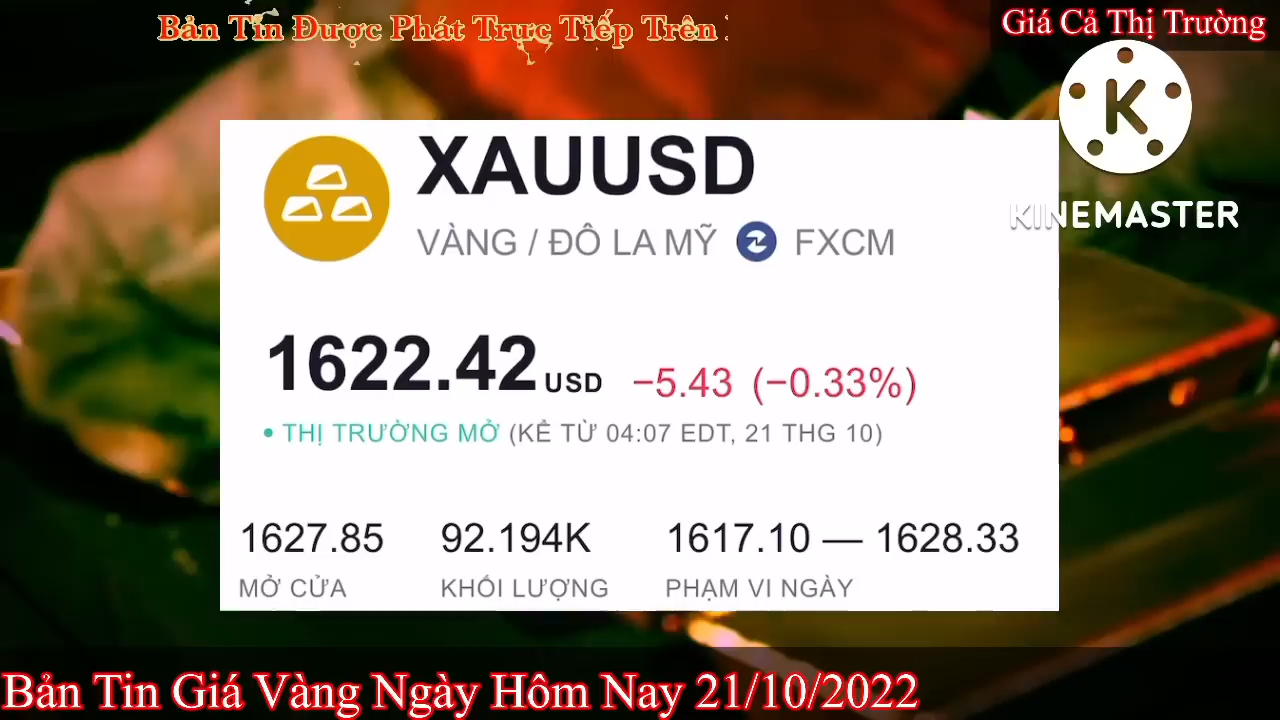 Bản Tin Được Phát Trực Tiếp Trên
Giá Cả Thị Trường
K
KINEMASTER
XAUUSD
VÀNG / ĐÔ LA MỸ FXCM
1622.42 USD −5.43 (−0.33%)
• THỊ TRƯỜNG MỞ (KỂ TỪ 04:07 EDT, 21 THG 10)
1627.85 92.194K 1617.10 — 1628.33
MỞ CỬA KHỐI LƯỢNG PHẠM VI NGÀY
Bản Tin Giá Vàng Ngày Hôm Nay 21/10/2022